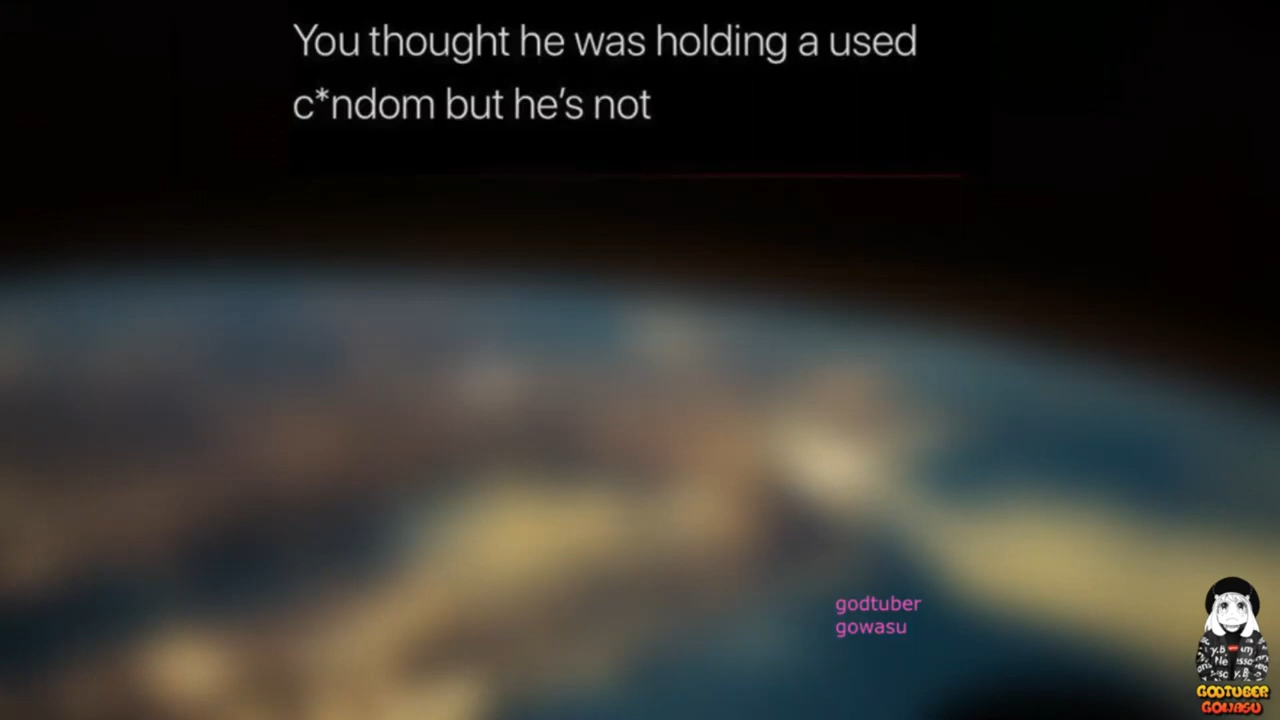 You thought he was holding a used
c*ndom but he’s not
godtuber
gowasu
GODTUBER
GOWASU